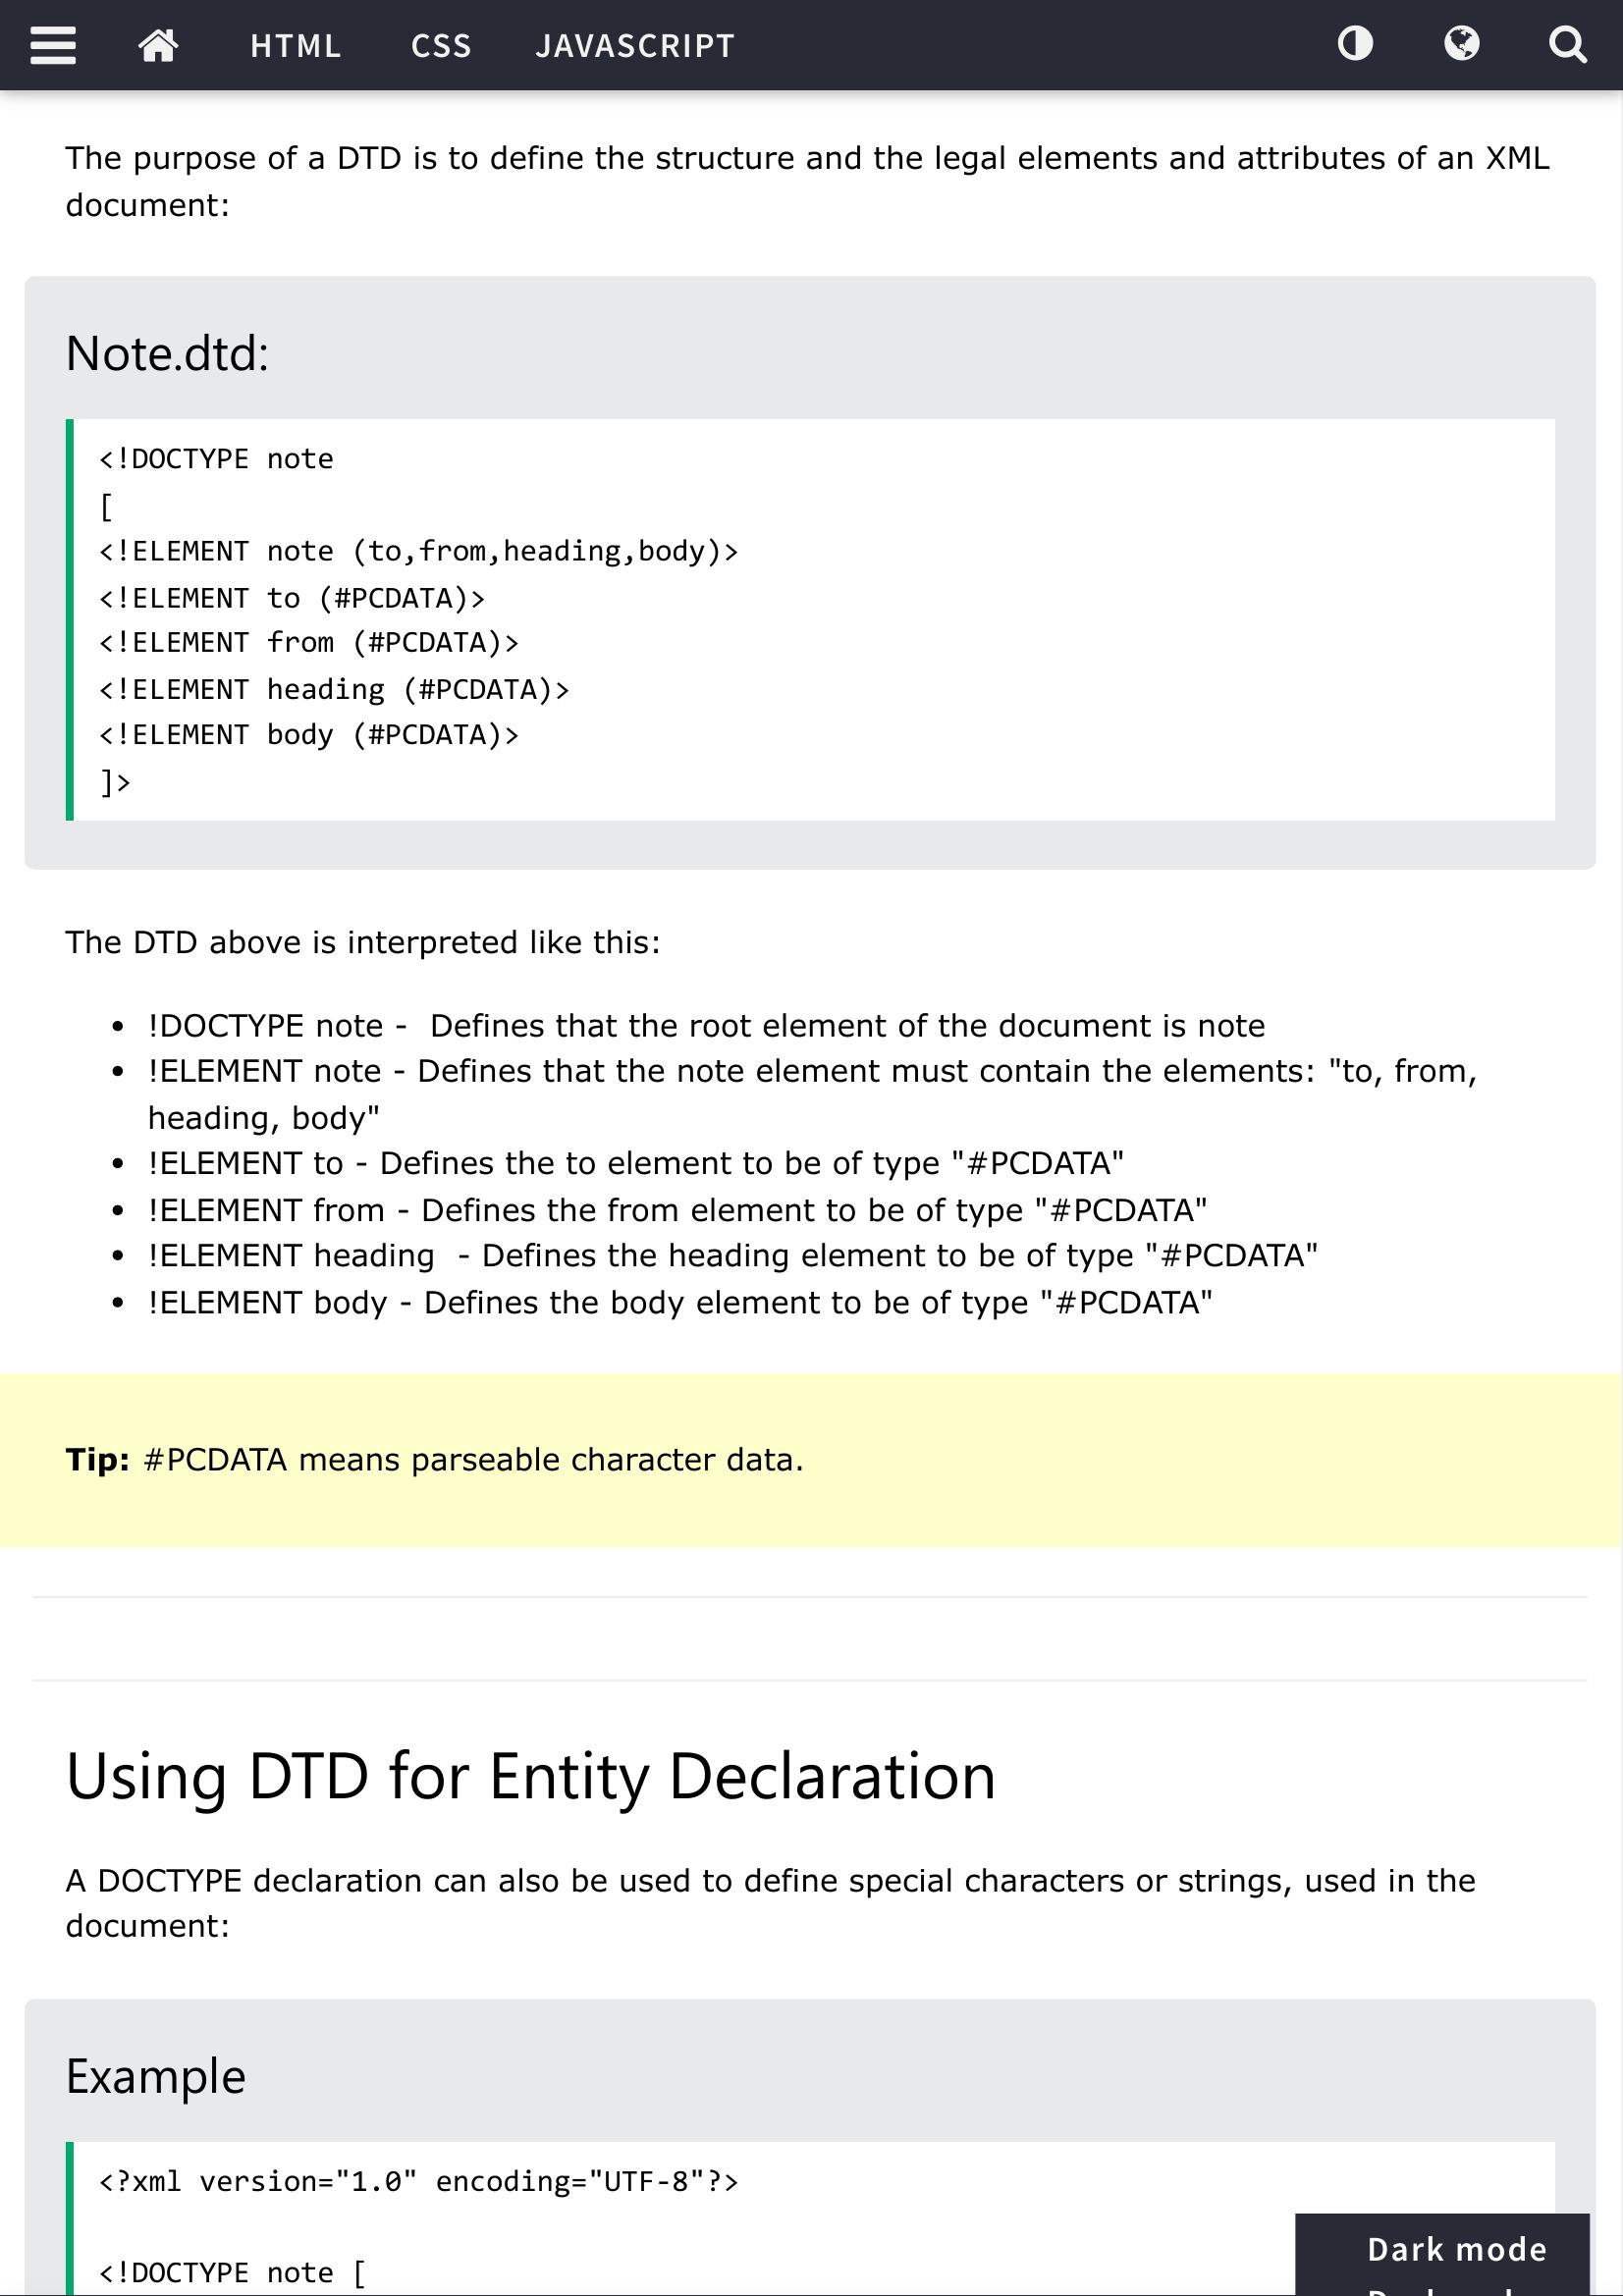 HTML CSS JAVASCRIPT
The purpose of a DTD is to define the structure and the legal elements and attributes of an XML
document:
Note.dtd:
<!DOCTYPE note
[
<!ELEMENT note (to,from,heading,body)>
<!ELEMENT to (#PCDATA)>
<!ELEMENT from (#PCDATA)>
<!ELEMENT heading (#PCDATA)>
<!ELEMENT body (#PCDATA)>
]>
The DTD above is interpreted like this:
• !DOCTYPE note -  Defines that the root element of the document is note
• !ELEMENT note - Defines that the note element must contain the elements: "to, from,
heading, body"
• !ELEMENT to - Defines the to element to be of type "#PCDATA"
• !ELEMENT from - Defines the from element to be of type "#PCDATA"
• !ELEMENT heading  - Defines the heading element to be of type "#PCDATA"
• !ELEMENT body - Defines the body element to be of type "#PCDATA"
Tip: #PCDATA means parseable character data.
Using DTD for Entity Declaration
A DOCTYPE declaration can also be used to define special characters or strings, used in the
document:
Example
<?xml version="1.0" encoding="UTF-8"?>
<!DOCTYPE note [
Dark mode